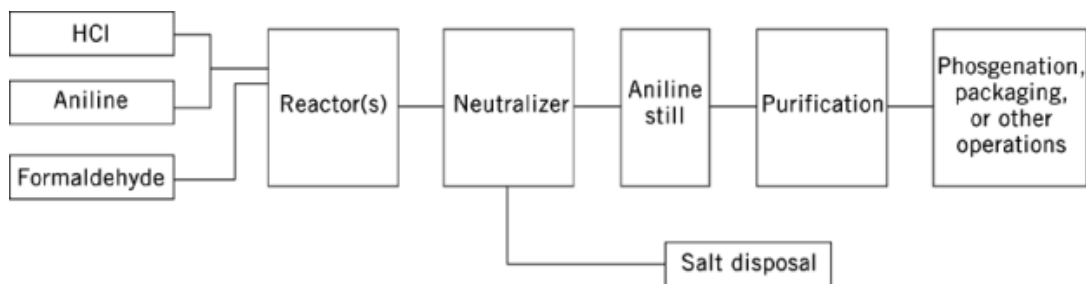 HCl
Aniline
Formaldehyde
Reactor(s)
Neutralizer
Aniline
still
Purification
Phosgenation,
packaging,
or other
operations
Salt disposal